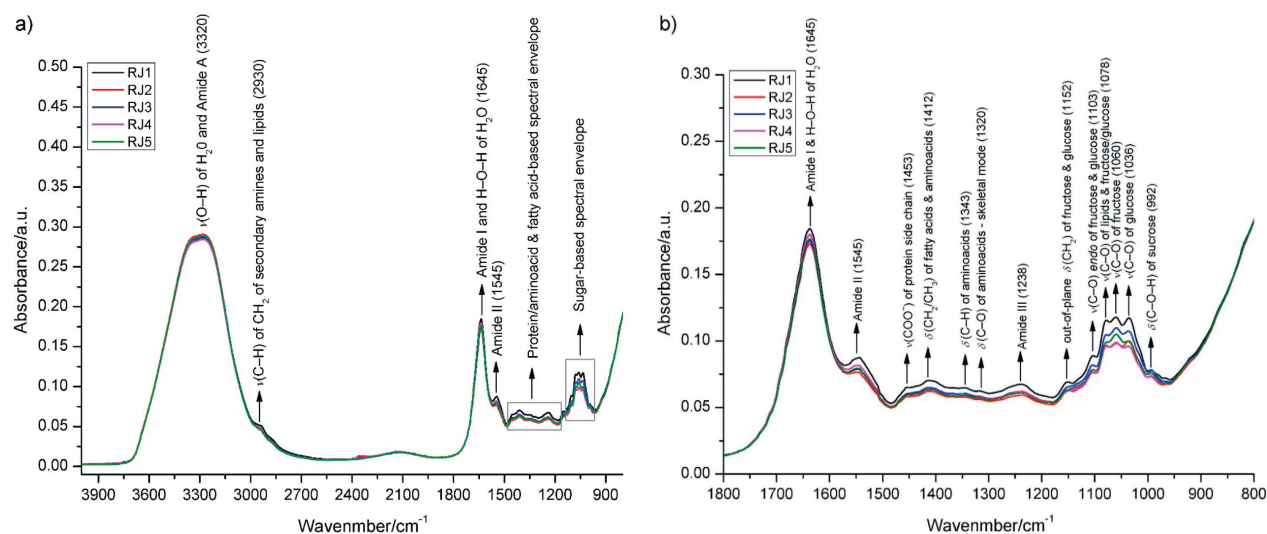 a)
ν(O–H) of H₂0 and Amide A (3320)
ν(C–H) of CH₂ of secondary amines and lipids (2930)
Amide I and H–O–H of H₂O (1645)
Amide II (1545)
Protein/aminoacid & fatty acid-based spectral envelope
Sugar-based spectral envelope
RJ1
RJ2
RJ3
RJ4
RJ5
Absorbance/a.u.
0.50
0.45
0.40
0.35
0.30
0.25
0.20
0.15
0.10
0.05
0.00
3900 3600 3300 3000 2700 2400 2100 1800 1500 1200 900
Wavenmber/cm⁻¹
b)
Amide I & H–O–H of H₂O (1645)
Amide II (1545)
ν(COO⁻) of protein side chain (1453)
δ(CH₂/CH₃) of fatty acids & aminoacids (1412)
δ(C–H) of aminoacids (1343)
δ(C–O) of aminoacids - skeletal mode (1320)
Amide III (1238)
out-of-plane δ(CH₂) of fructose & glucose (1152)
ν(C–O) endo of fructose & glucose (1103)
ν(C–O) of lipids & fructose/glucose (1078)
ν(C–O) of fructose (1060)
ν(C–O) of glucose (1036)
δ(C–O–H) of sucrose (992)
RJ1
RJ2
RJ3
RJ4
RJ5
Absorbance/a.u.
0.30
0.25
0.20
0.15
0.10
0.05
0.00
1800 1700 1600 1500 1400 1300 1200 1100 1000 900 800
Wavenmber/cm⁻¹